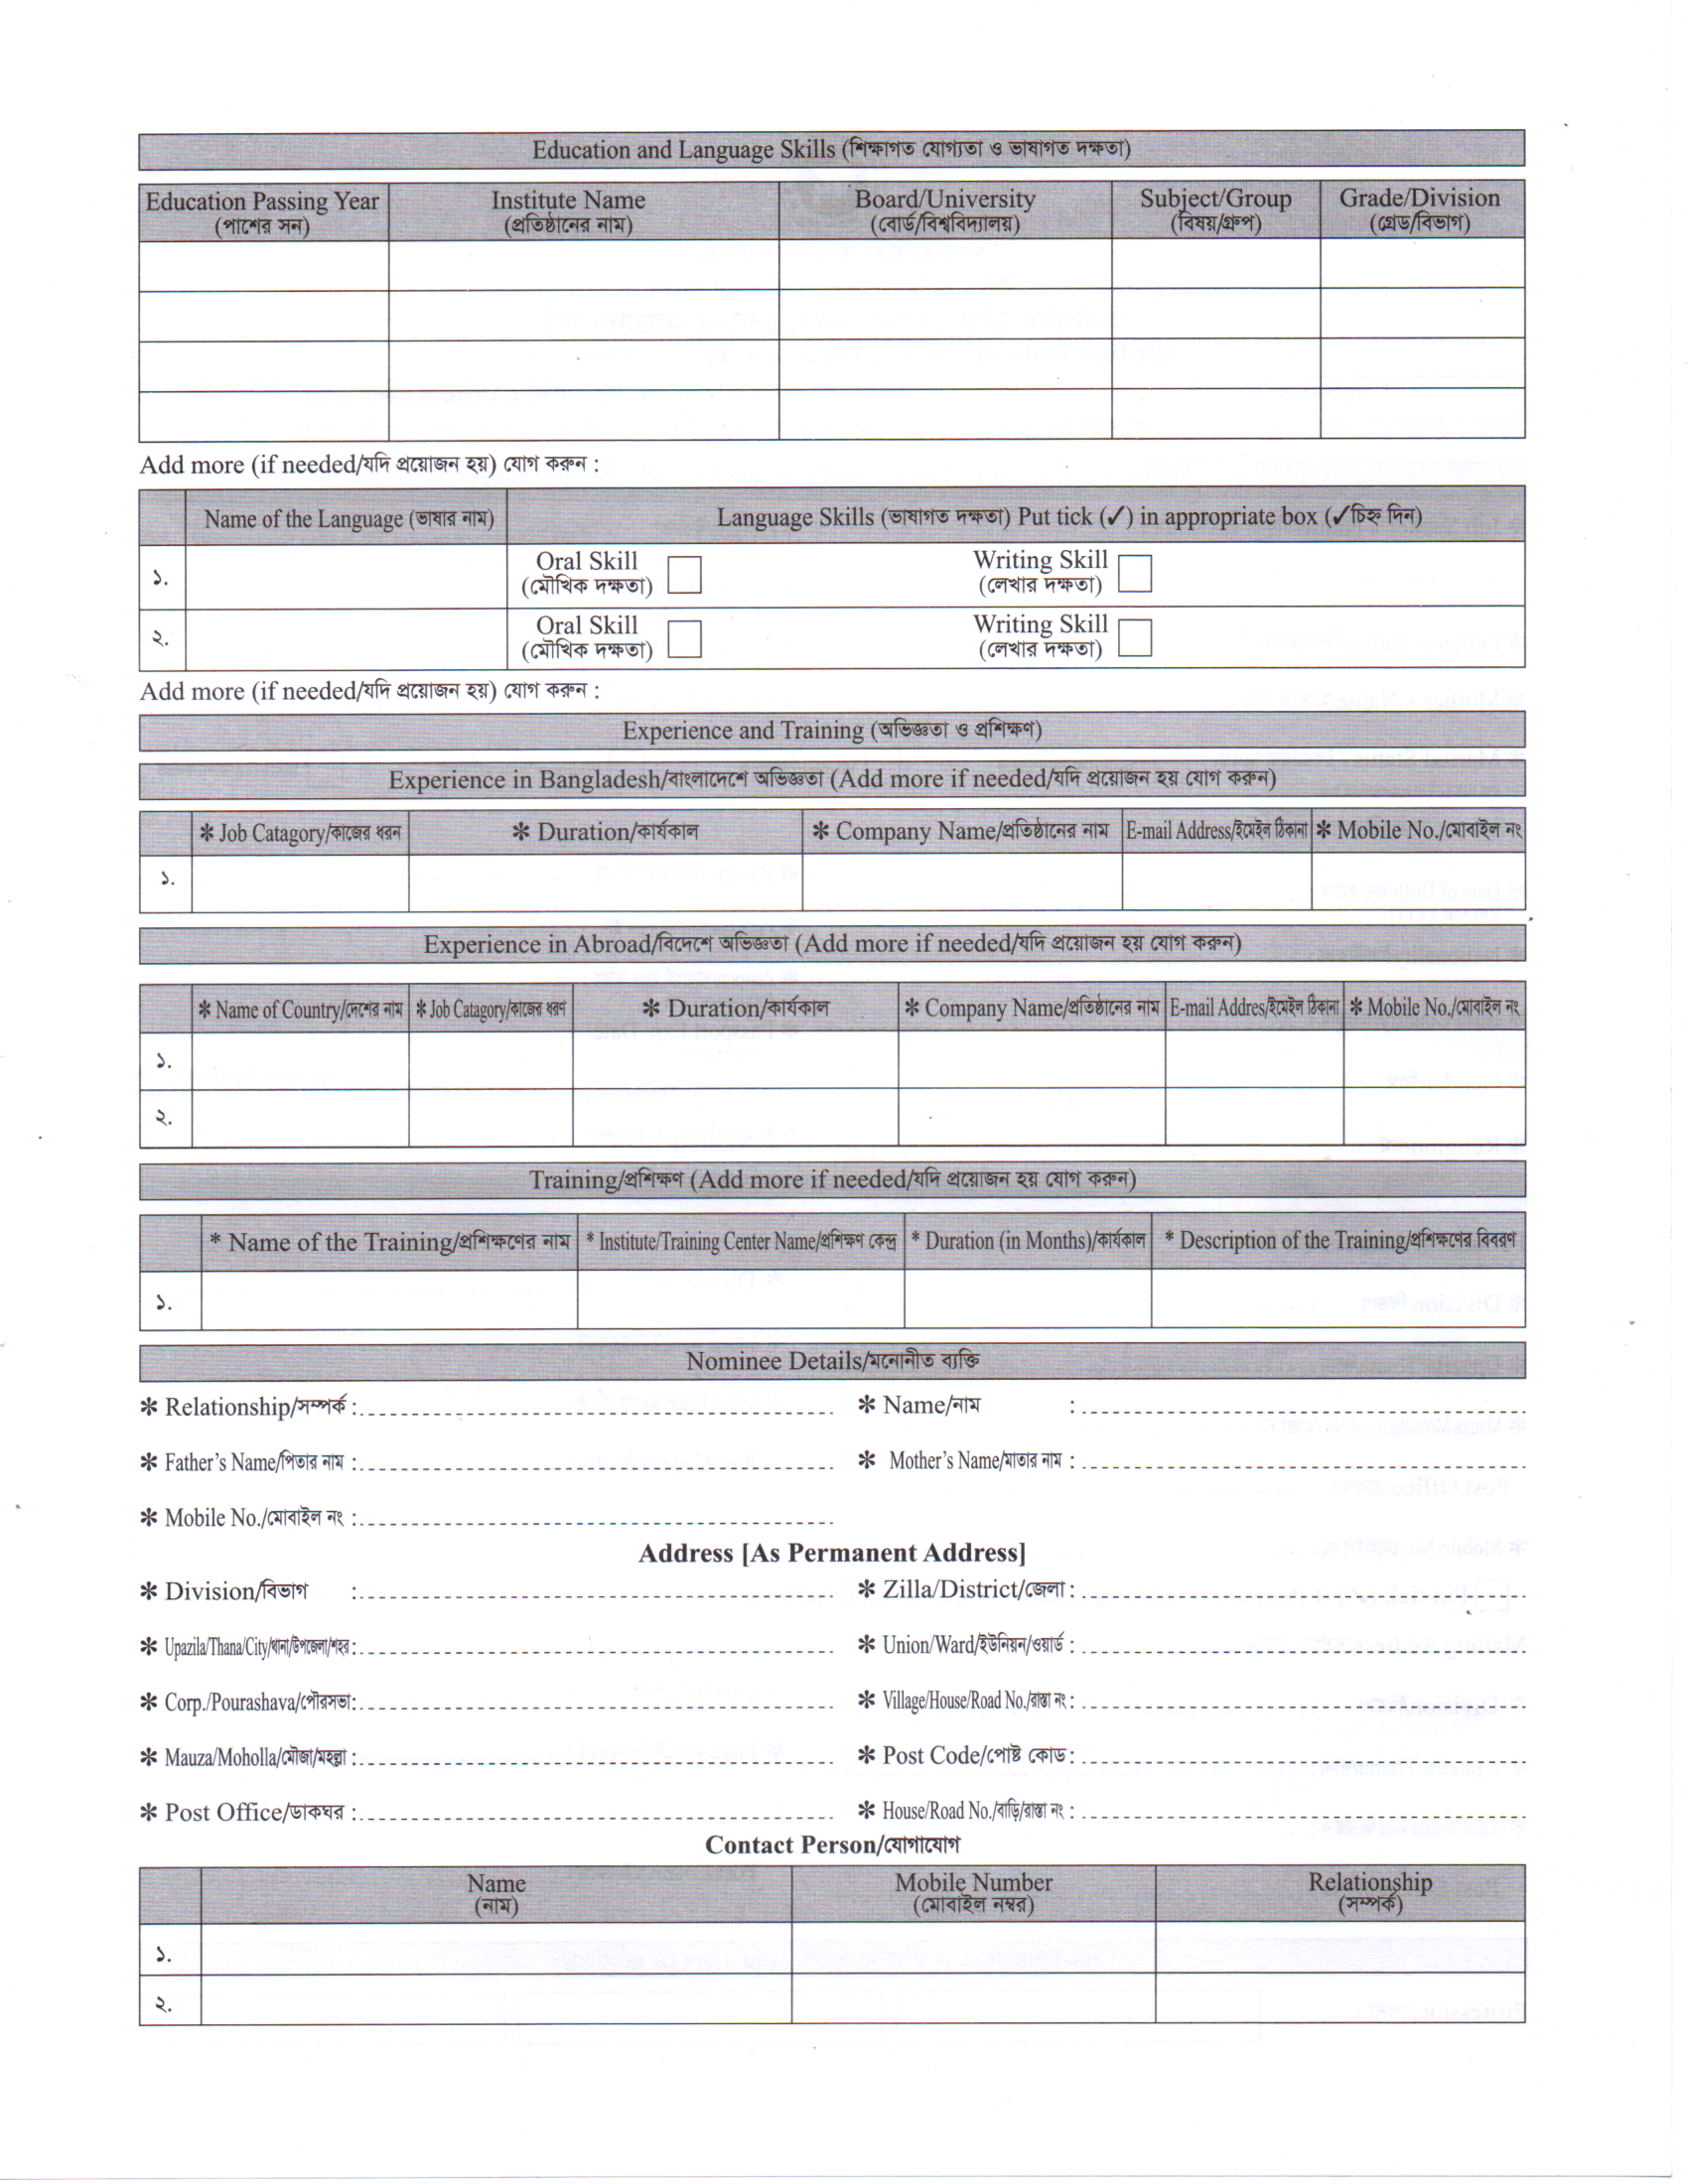 Education and Language Skills (শিক্ষাগত যোগ্যতা ও ভাষাগত দক্ষতা)
Education Passing Year Institute Name Board/University Subject/Group Grade/Division
(পাশের সন) (প্রতিষ্ঠানের নাম) (বোর্ড/বিশ্ববিদ্যালয়) (বিষয়/গ্রুপ) (গ্রেড/বিভাগ)
Add more (if needed/যদি প্রয়োজন হয়) যোগ করুন :
Name of the Language (ভাষার নাম) Language Skills (ভাষাগত দক্ষতা) Put tick (✓) in appropriate box (✓চিহ্ন দিন)
১. Oral Skill Writing Skill
(মৌখিক দক্ষতা) (লেখার দক্ষতা)
২. Oral Skill Writing Skill
(মৌখিক দক্ষতা) (লেখার দক্ষতা)
Add more (if needed/যদি প্রয়োজন হয়) যোগ করুন :
Experience and Training (অভিজ্ঞতা ও প্রশিক্ষণ)
Experience in Bangladesh/বাংলাদেশে অভিজ্ঞতা (Add more if needed/যদি প্রয়োজন হয় যোগ করুন)
* Job Catagory/কাজের ধরন * Duration/কার্যকাল * Company Name/প্রতিষ্ঠানের নাম E-mail Address/ইমেইল ঠিকানা * Mobile No./মোবাইল নং
১.
Experience in Abroad/বিদেশে অভিজ্ঞতা (Add more if needed/যদি প্রয়োজন হয় যোগ করুন)
* Name of Country/দেশের নাম * Job Catagory/কাজের ধরণ * Duration/কার্যকাল * Company Name/প্রতিষ্ঠানের নাম E-mail Addres/ইমেইল ঠিকানা * Mobile No./মোবাইল নং
১.
২.
Training/প্রশিক্ষণ (Add more if needed/যদি প্রয়োজন হয় যোগ করুন)
* Name of the Training/প্রশিক্ষণের নাম * Institute/Training Center Name/প্রশিক্ষণ কেন্দ্র * Duration (in Months)/কার্যকাল * Description of the Training/প্রশিক্ষণের বিবরণ
১.
Nominee Details/মনোনীত ব্যক্তি
* Relationship/সম্পর্ক : * Name/নাম :
* Father's Name/পিতার নাম : * Mother's Name/মাতার নাম :
* Mobile No./মোবাইল নং :
Address [As Permanent Address]
* Division/বিভাগ : * Zilla/District/জেলা :
* Upazila/Thana/City/থানা/উপজেলা/শহর : * Union/Ward/ইউনিয়ন/ওয়ার্ড :
* Corp./Pourashava/পৌরসভা: * Village/House/Road No./রাস্তা নং :
* Mauza/Moholla/মৌজা/মহল্লা : * Post Code/পোষ্ট কোড :
* Post Office/ডাকঘর : * House/Road No./বাড়ি/রাস্তা নং :
Contact Person/যোগাযোগ
Name Mobile Number Relationship
(নাম) (মোবাইল নম্বর) (সম্পর্ক)
১.
২.